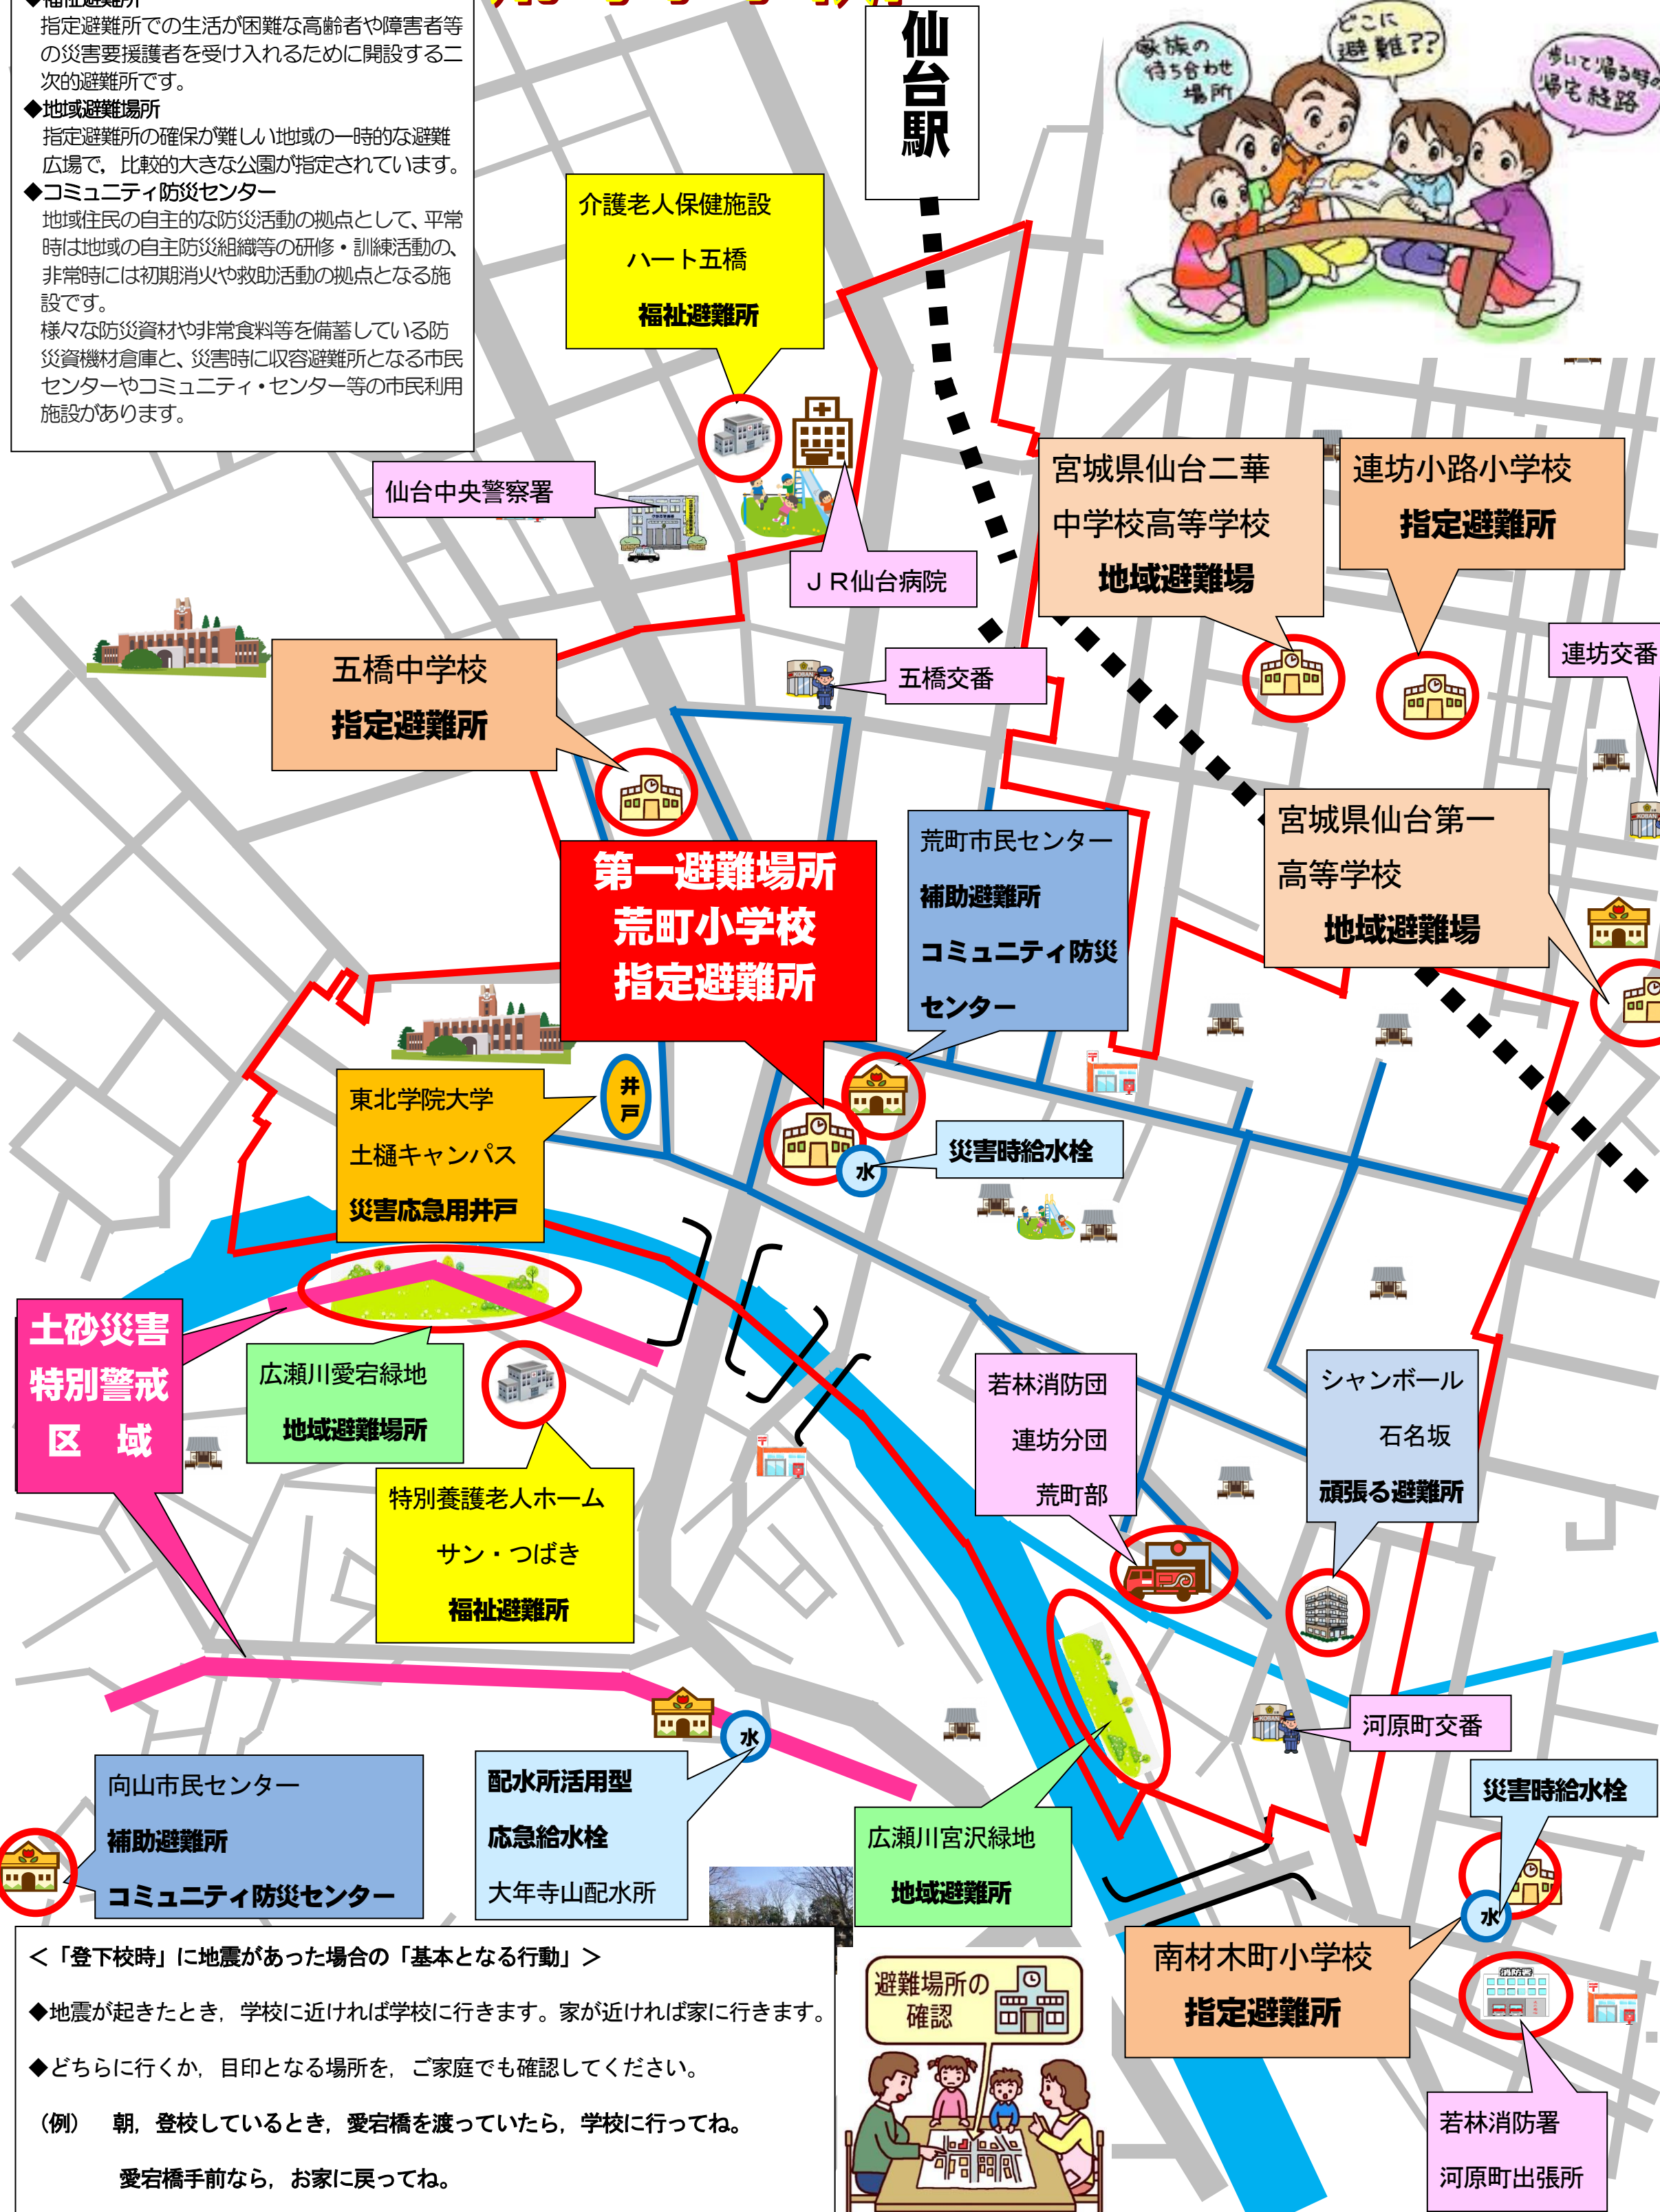 ◆福祉避難所
指定避難所での生活が困難な高齢者や障害者等
の災害要援護者を受け入れるために開設する二
次的避難所です。
◆地域避難場所
指定避難所の確保が難しい地域の一時的な避難
広場で，比較的大きな公園が指定されています。
◆コミュニティ防災センター
地域住民の自主的な防災活動の拠点として、平常
時は地域の自主防災組織等の研修・訓練活動の、
非常時には初期消火や救助活動の拠点となる施
設です。
様々な防災資材や非常食料等を備蓄している防
災資機材倉庫と、災害時に収容避難所となる市民
センターやコミュニティ・センター等の市民利用
施設があります。
仙台駅
家族の
待ち合わせ
場所
どこに
避難??
歩いて帰る時の
帰宅経路
介護老人保健施設
ハート五橋
福祉避難所
仙台中央警察署
ＪＲ仙台病院
宮城県仙台二華
中学校高等学校
地域避難場
連坊小路小学校
指定避難所
連坊交番
五橋中学校
指定避難所
五橋交番
KOBAN
宮城県仙台第一
高等学校
地域避難場
KOBAN
第一避難場所
荒町小学校
指定避難所
荒町市民センター
補助避難所
コミュニティ防災
センター
東北学院大学
土樋キャンパス
災害応急用井戸
井
戸
災害時給水栓
水
土砂災害
特別警戒
区　域
広瀬川愛宕緑地
地域避難場所
特別養護老人ホーム
サン・つばき
福祉避難所
若林消防団
連坊分団
荒町部
シャンボール
石名坂
頑張る避難所
河原町交番
向山市民センター
補助避難所
コミュニティ防災センター
水
配水所活用型
応急給水栓
大年寺山配水所
広瀬川宮沢緑地
地域避難所
災害時給水栓
水
南材木町小学校
指定避難所
消防署
若林消防署
河原町出張所
＜「登下校時」に地震があった場合の「基本となる行動」＞
◆地震が起きたとき，学校に近ければ学校に行きます。家が近ければ家に行きます。
◆どちらに行くか，目印となる場所を，ご家庭でも確認してください。
（例）　朝，登校しているとき，愛宕橋を渡っていたら，学校に行ってね。
愛宕橋手前なら，お家に戻ってね。
避難場所の
確認